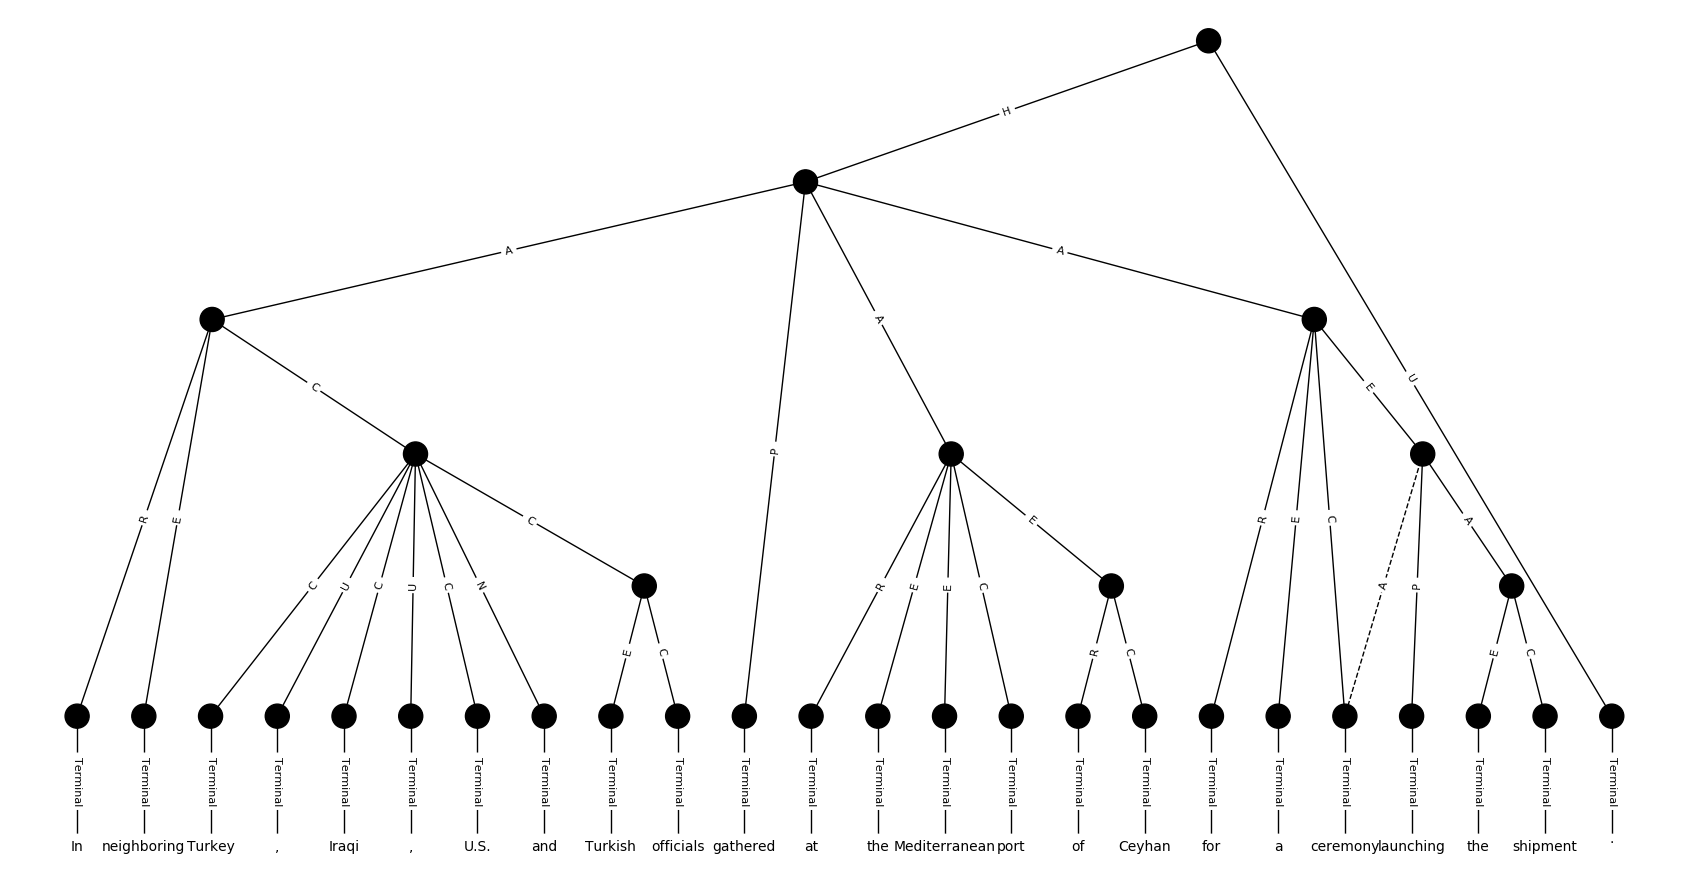 H
A A
A
C E U
P
R E C R E C
R E C U C U C N R E E C E A P A
E C R C E C
Terminal Terminal Terminal Terminal Terminal Terminal Terminal Terminal Terminal Terminal Terminal Terminal Terminal Terminal Terminal Terminal Terminal Terminal Terminal Terminal Terminal Terminal Terminal Terminal
In neighboring Turkey , Iraqi , U.S. and Turkish officials gathered at the Mediterranean port of Ceyhan for a ceremony launching the shipment .